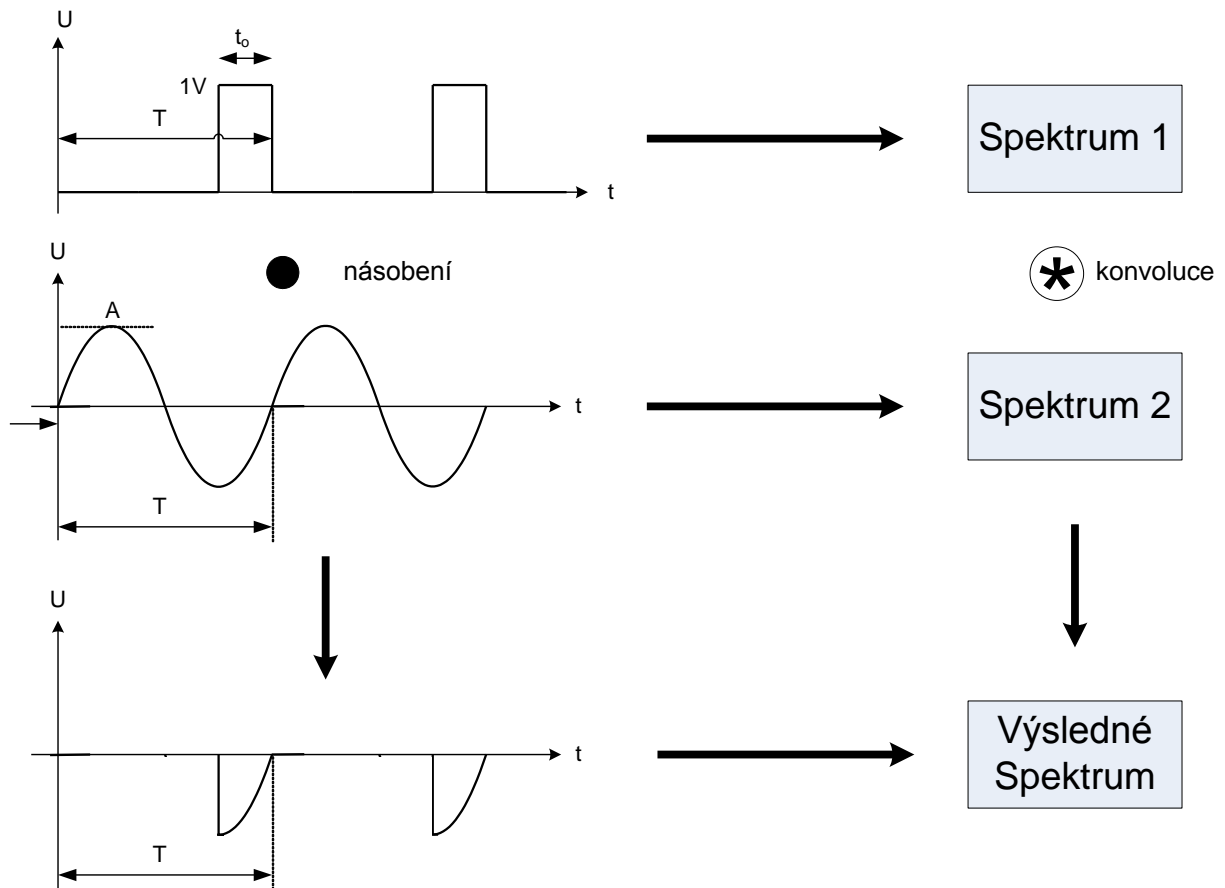 U
t₀
1V
T
t
Spektrum 1
U
násobení
konvoluce
A
t
Spektrum 2
T
U
t
Výsledné
Spektrum
T